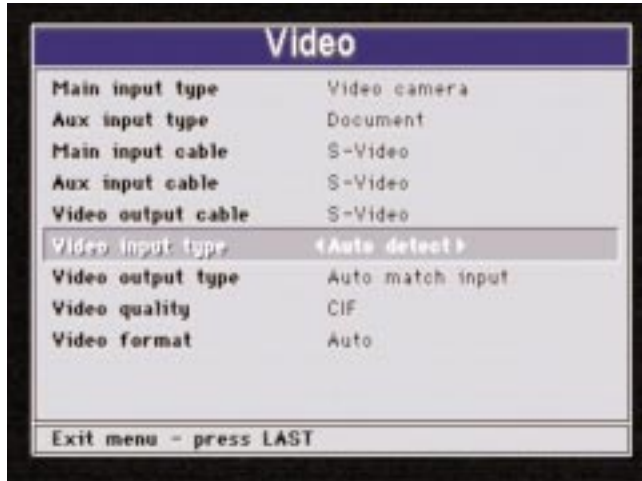 Video
Main input type Video camera
Aux input type Document
Main input cable S-Video
Aux input cable S-Video
Video output cable S-Video
Video input type Auto detect
Video output type Auto match input
Video quality CIF
Video format Auto
Exit menu - press LAST